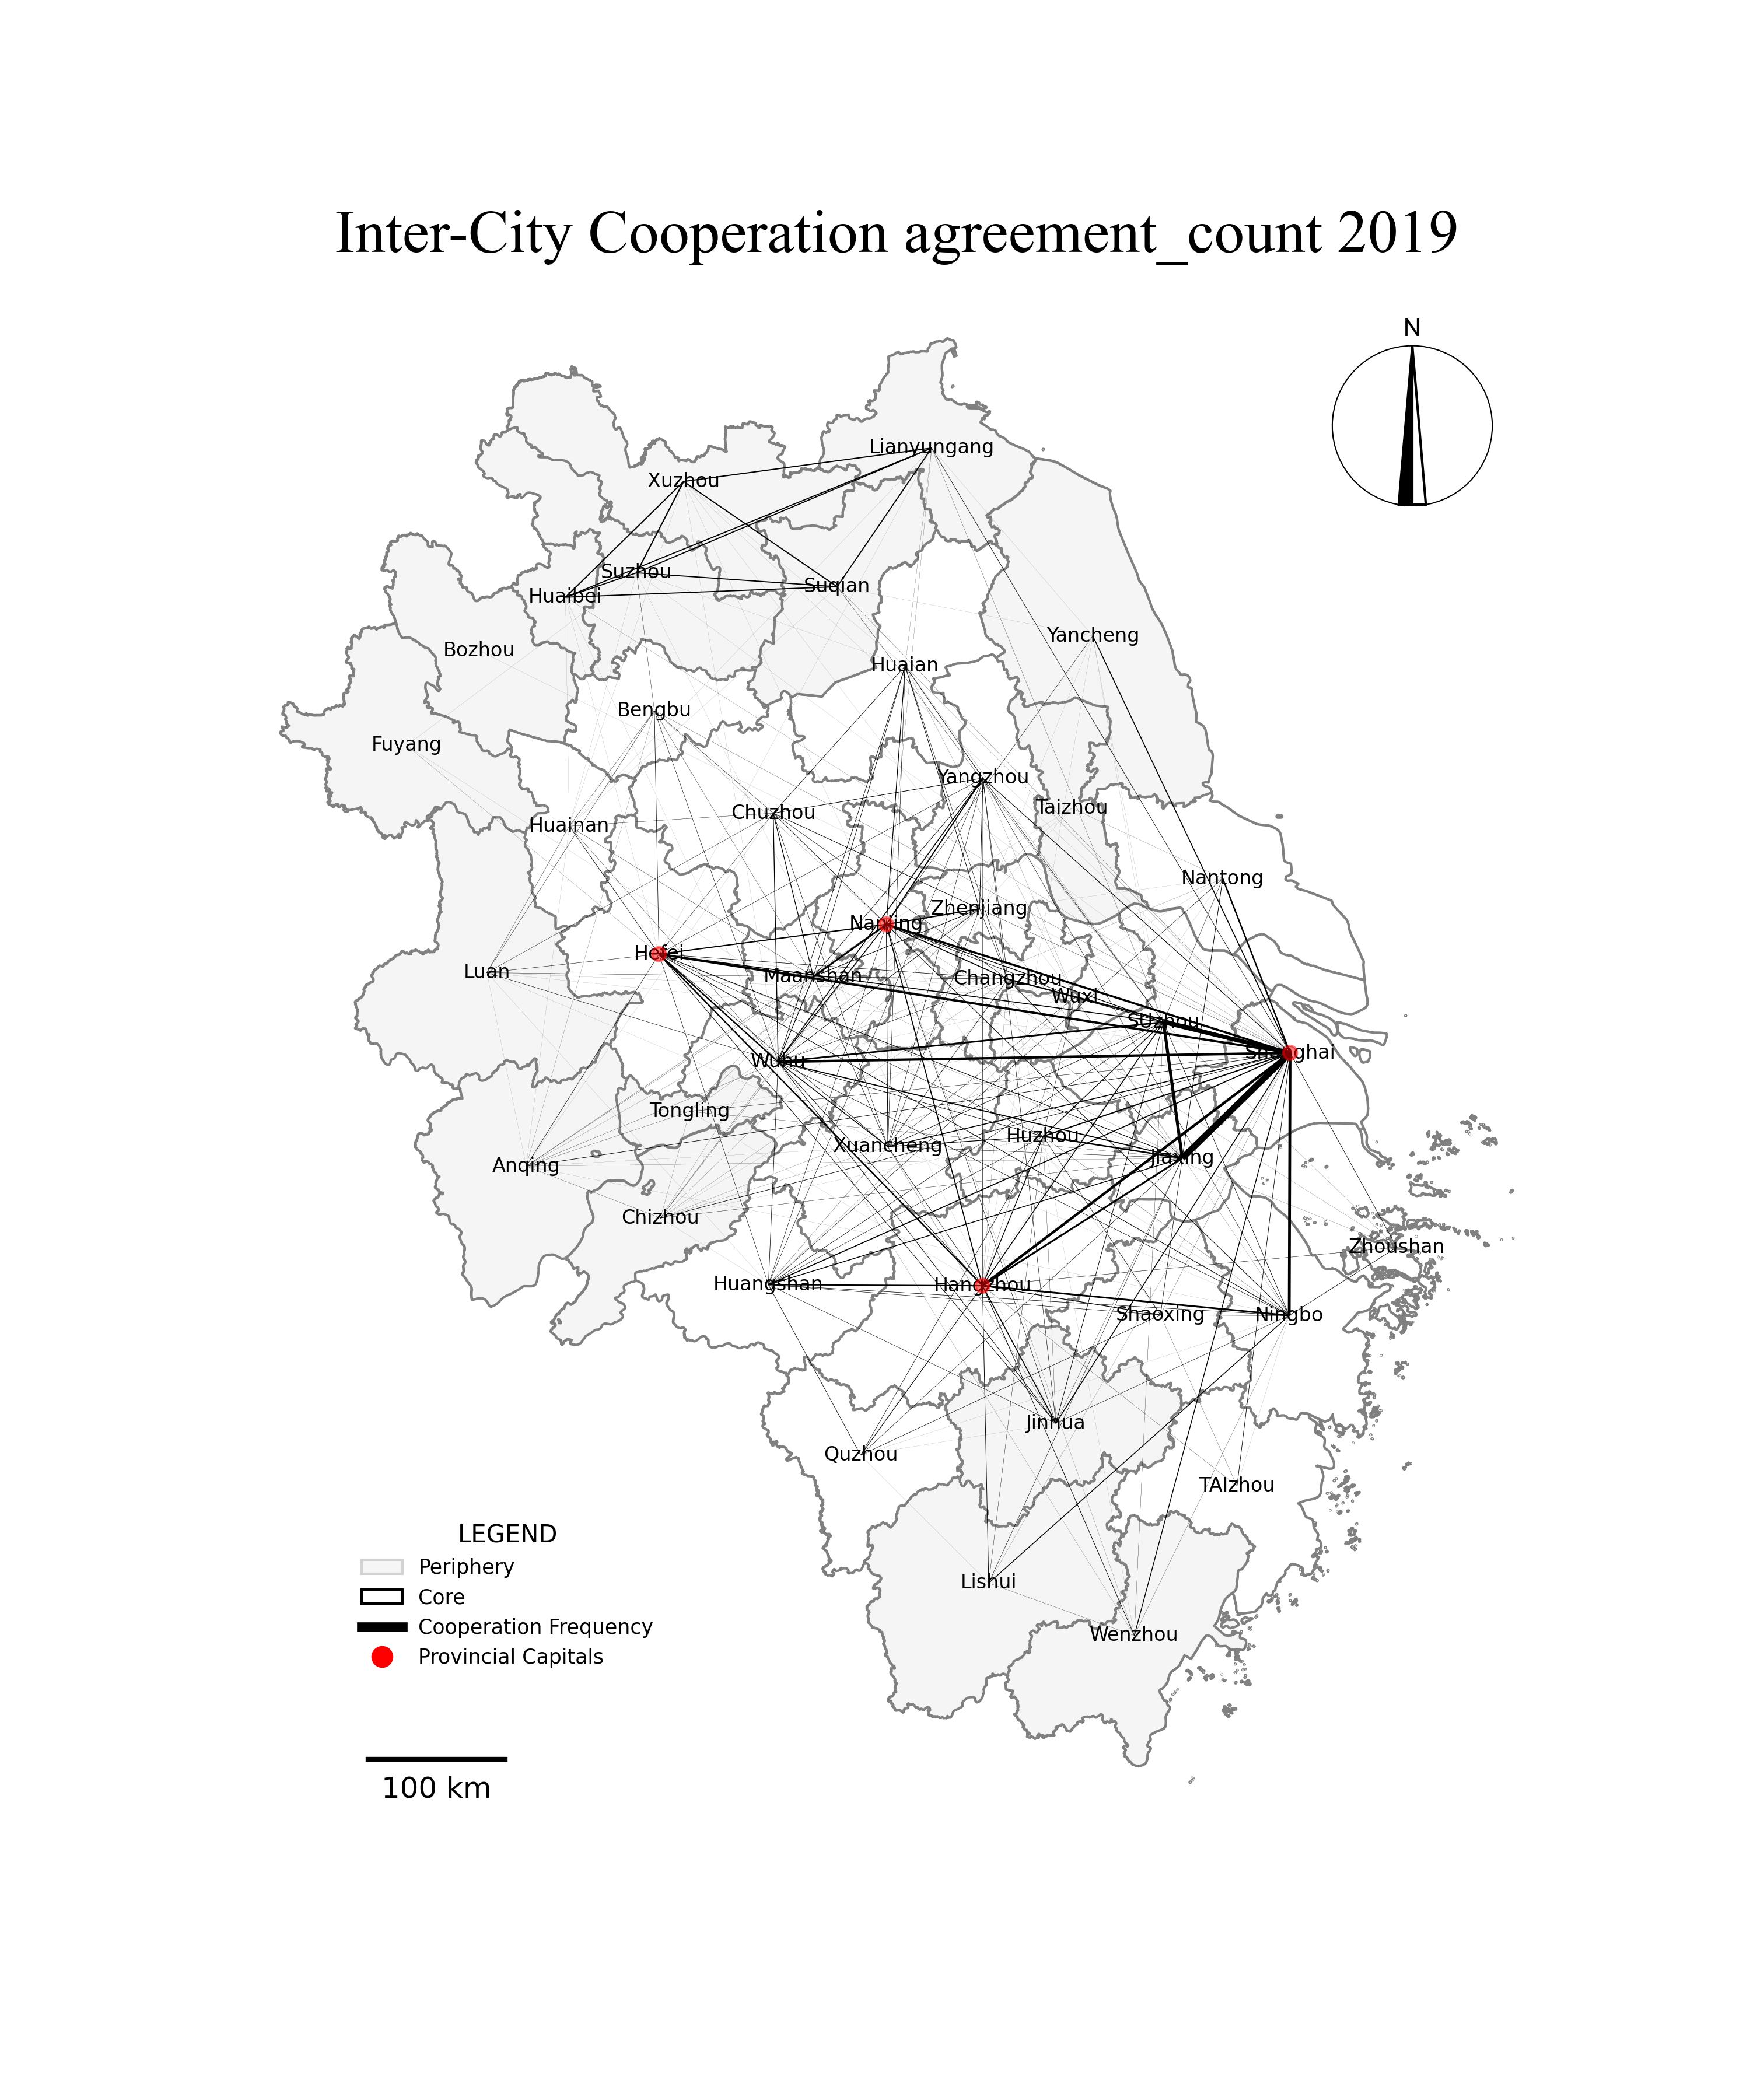 Inter-City Cooperation agreement_count 2019
N
Lianyungang
Xuzhou
Suzhou
Suqian
Huaibei
Yancheng
Bozhou
Huaian
Bengbu
Fuyang
Yangzhou
Taizhou
Chuzhou
Huainan
Nantong
Zhenjiang
Nanjing
Hefei
Luan
Maanshan
Changzhou
Wuxi
SUzhou
Shanghai
Wuhu
Tongling
Huzhou
Xuancheng
Jiaxing
Anqing
Chizhou
Zhoushan
Huangshan
Hangzhou
Shaoxing
Ningbo
Jinhua
Quzhou
TAIzhou
Lishui
Wenzhou
LEGEND
Periphery
Core
Cooperation Frequency
Provincial Capitals
100 km